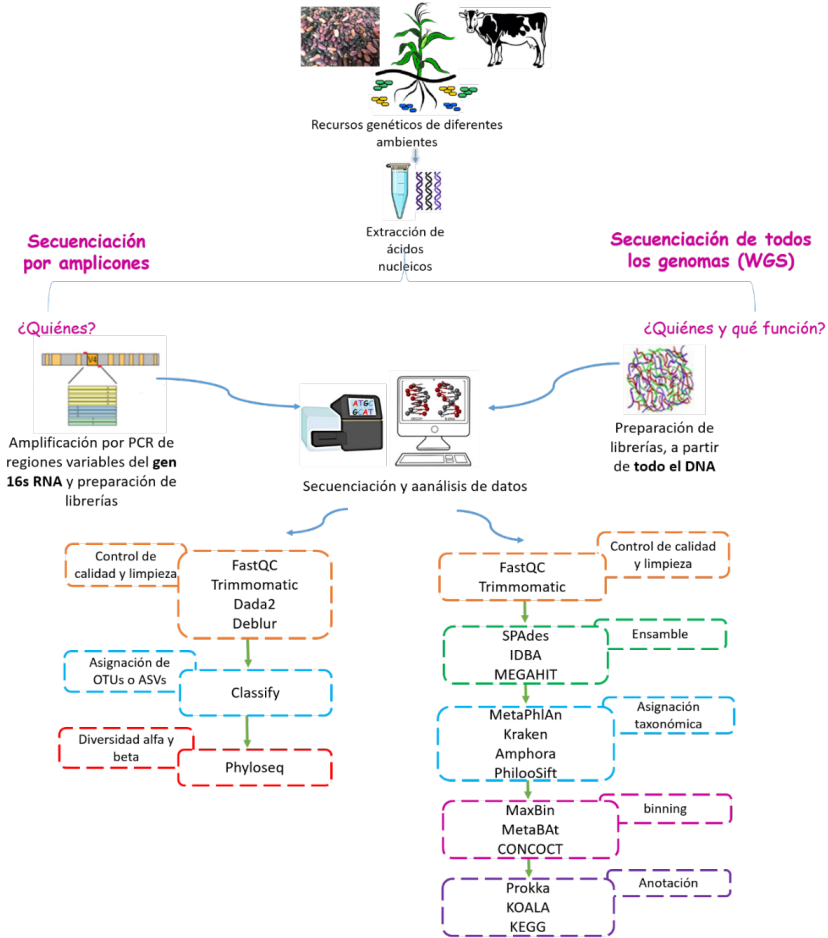 Recursos genéticos de diferentes
ambientes
Extracción de
ácidos
nucleicos
Secuenciación
por amplicones
Secuenciación de todos
los genomas (WGS)
¿Quiénes?
¿Quiénes y qué función?
V4
ATGC
GCAT
Amplificación por PCR de
regiones variables del gen
16s RNA y preparación de
librerías
Preparación de
librerías, a partir
de todo el DNA
Secuenciación y aanálisis de datos
Control de
calidad y limpieza
FastQC
Trimmomatic
Dada2
Deblur
Asignación de
OTUs o ASVs
Classify
Diversidad alfa y
beta
Phyloseq
FastQC
Trimmomatic
Control de calidad
y limpieza
SPAdes
IDBA
MEGAHIT
Ensamble
MetaPhlAn
Kraken
Amphora
PhilooSift
Asignación
taxonómica
MaxBin
MetaBAt
CONCOCT
binning
Prokka
KOALA
KEGG
Anotación